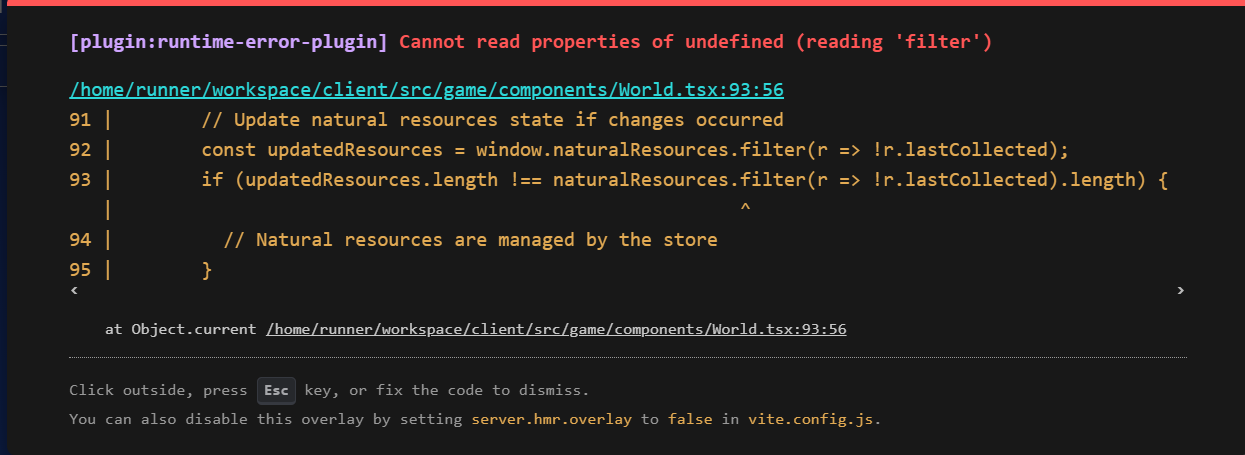 [plugin:runtime-error-plugin] Cannot read properties of undefined (reading 'filter')
/home/runner/workspace/client/src/game/components/World.tsx:93:56
91 |        // Update natural resources state if changes occurred
92 |        const updatedResources = window.naturalResources.filter(r => !r.lastCollected);
93 |        if (updatedResources.length !== naturalResources.filter(r => !r.lastCollected).length) {
   |                                                         ^
94 |          // Natural resources are managed by the store
95 |        }
‹ ›
at Object.current /home/runner/workspace/client/src/game/components/World.tsx:93:56
Click outside, press Esc key, or fix the code to dismiss.
You can also disable this overlay by setting server.hmr.overlay to false in vite.config.js.